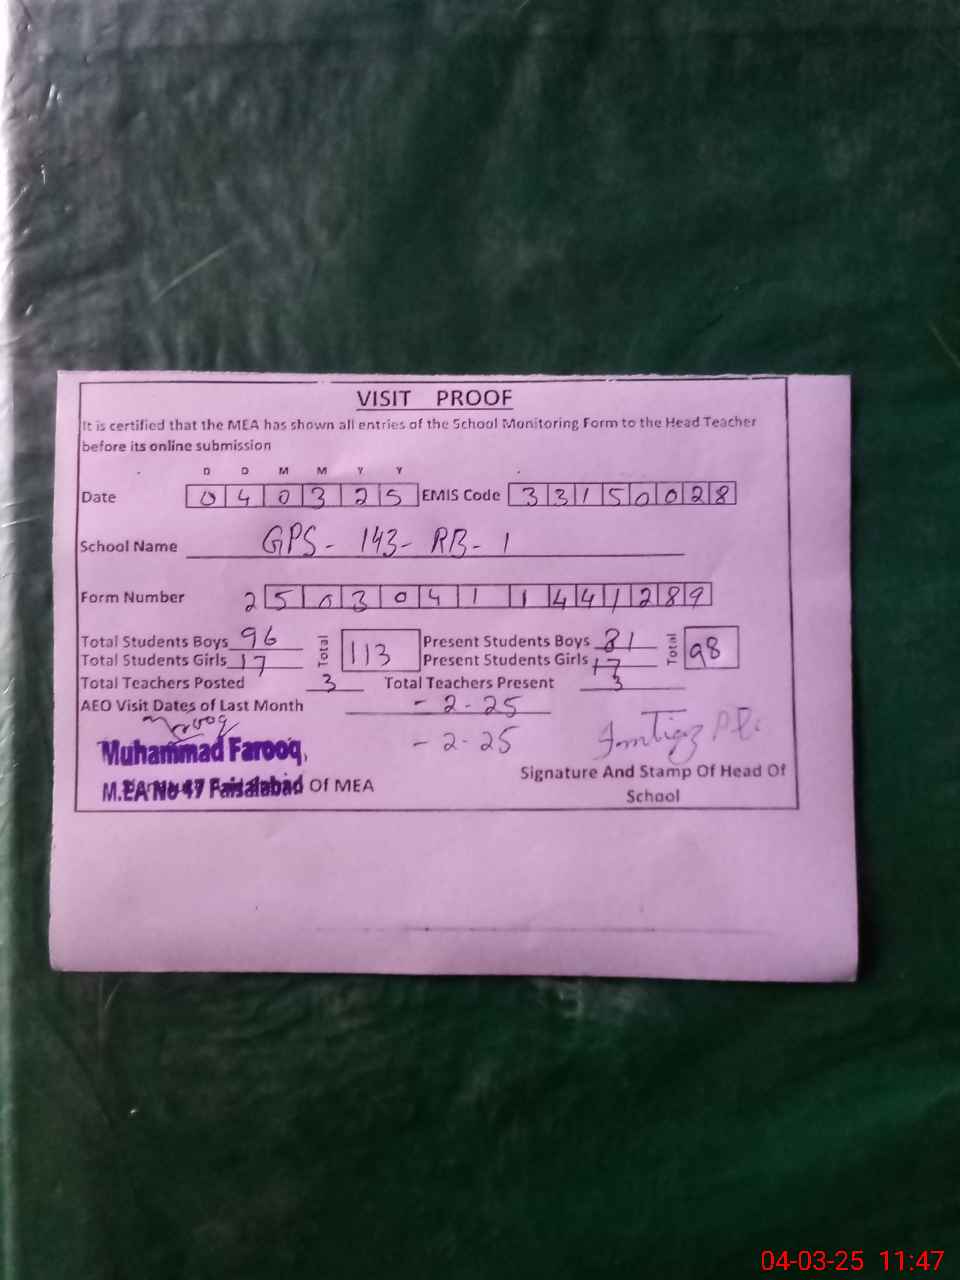 VISIT PROOF
It is certified that the MEA has shown all entries of the School Monitoring Form to the Head Teacher
before its online submission
D D M M Y Y
Date 0 4 0 3 2 5 EMIS Code 3 3 1 5 0 0 2 8
School Name GPS - 143 - RB - 1
Form Number 2 5 0 3 0 4 1 1 4 4 1 2 8 9
Total Students Boys 96 Total 113 Present Students Boys 81 Total 98
Total Students Girls 17 Present Students Girls 17
Total Teachers Posted 3 Total Teachers Present 3
AEO Visit Dates of Last Month - 2 - 25
Farooq
- 2 - 25
Imtiaz
Muhammad Farooq,
M.EA No 47 Faisalabad Of MEA
Signature And Stamp Of Head Of
School
04-03-25 11:47